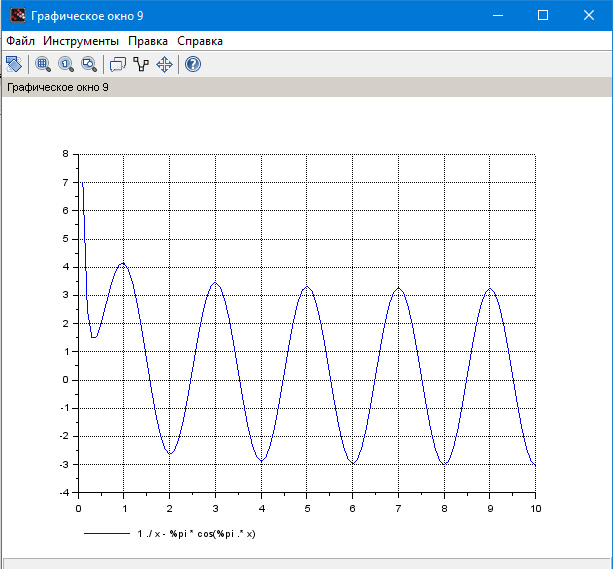 Графическое окно 9
Файл Инструменты Правка Справка
Графическое окно 9
8
7
6
5
4
3
2
1
0
-1
-2
-3
-4
0 1 2 3 4 5 6 7 8 9 10
1 ./ x - %pi * cos(%pi .* x)